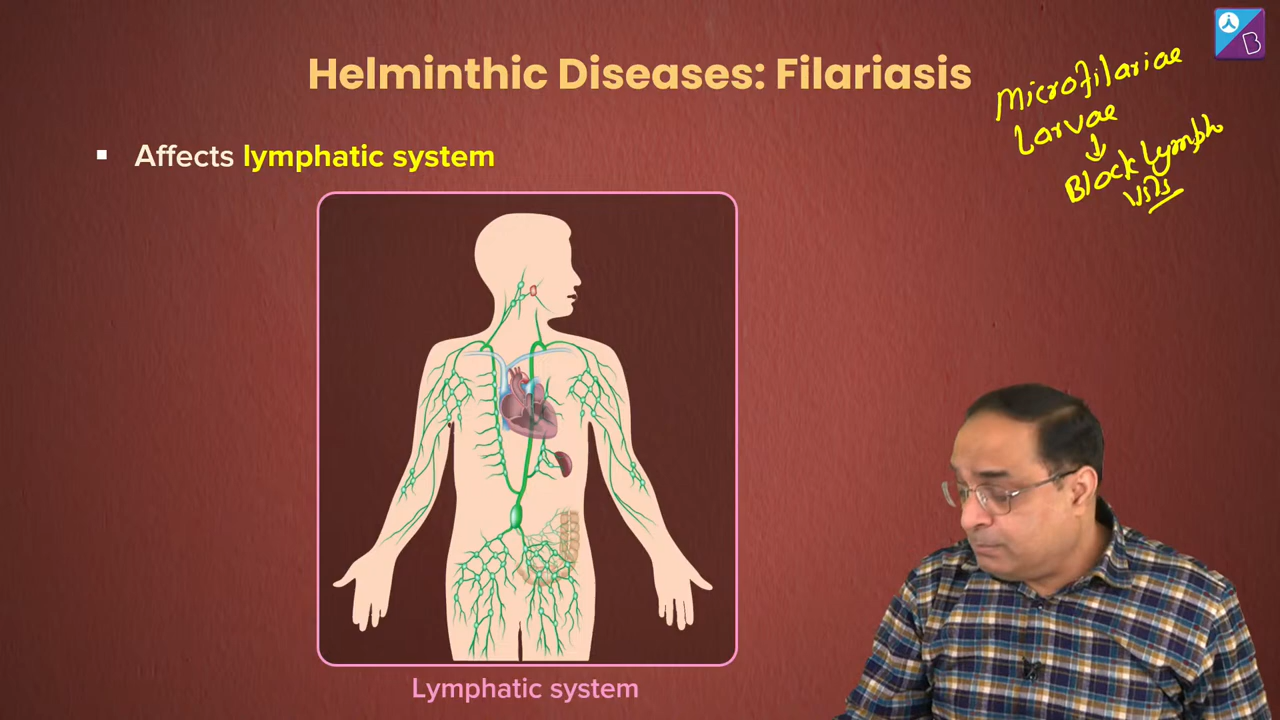 Helminthic Diseases: Filariasis
Microfilariae
Larvae
↓
Block Lymph
▪ Affects lymphatic system
Lymphatic system
B